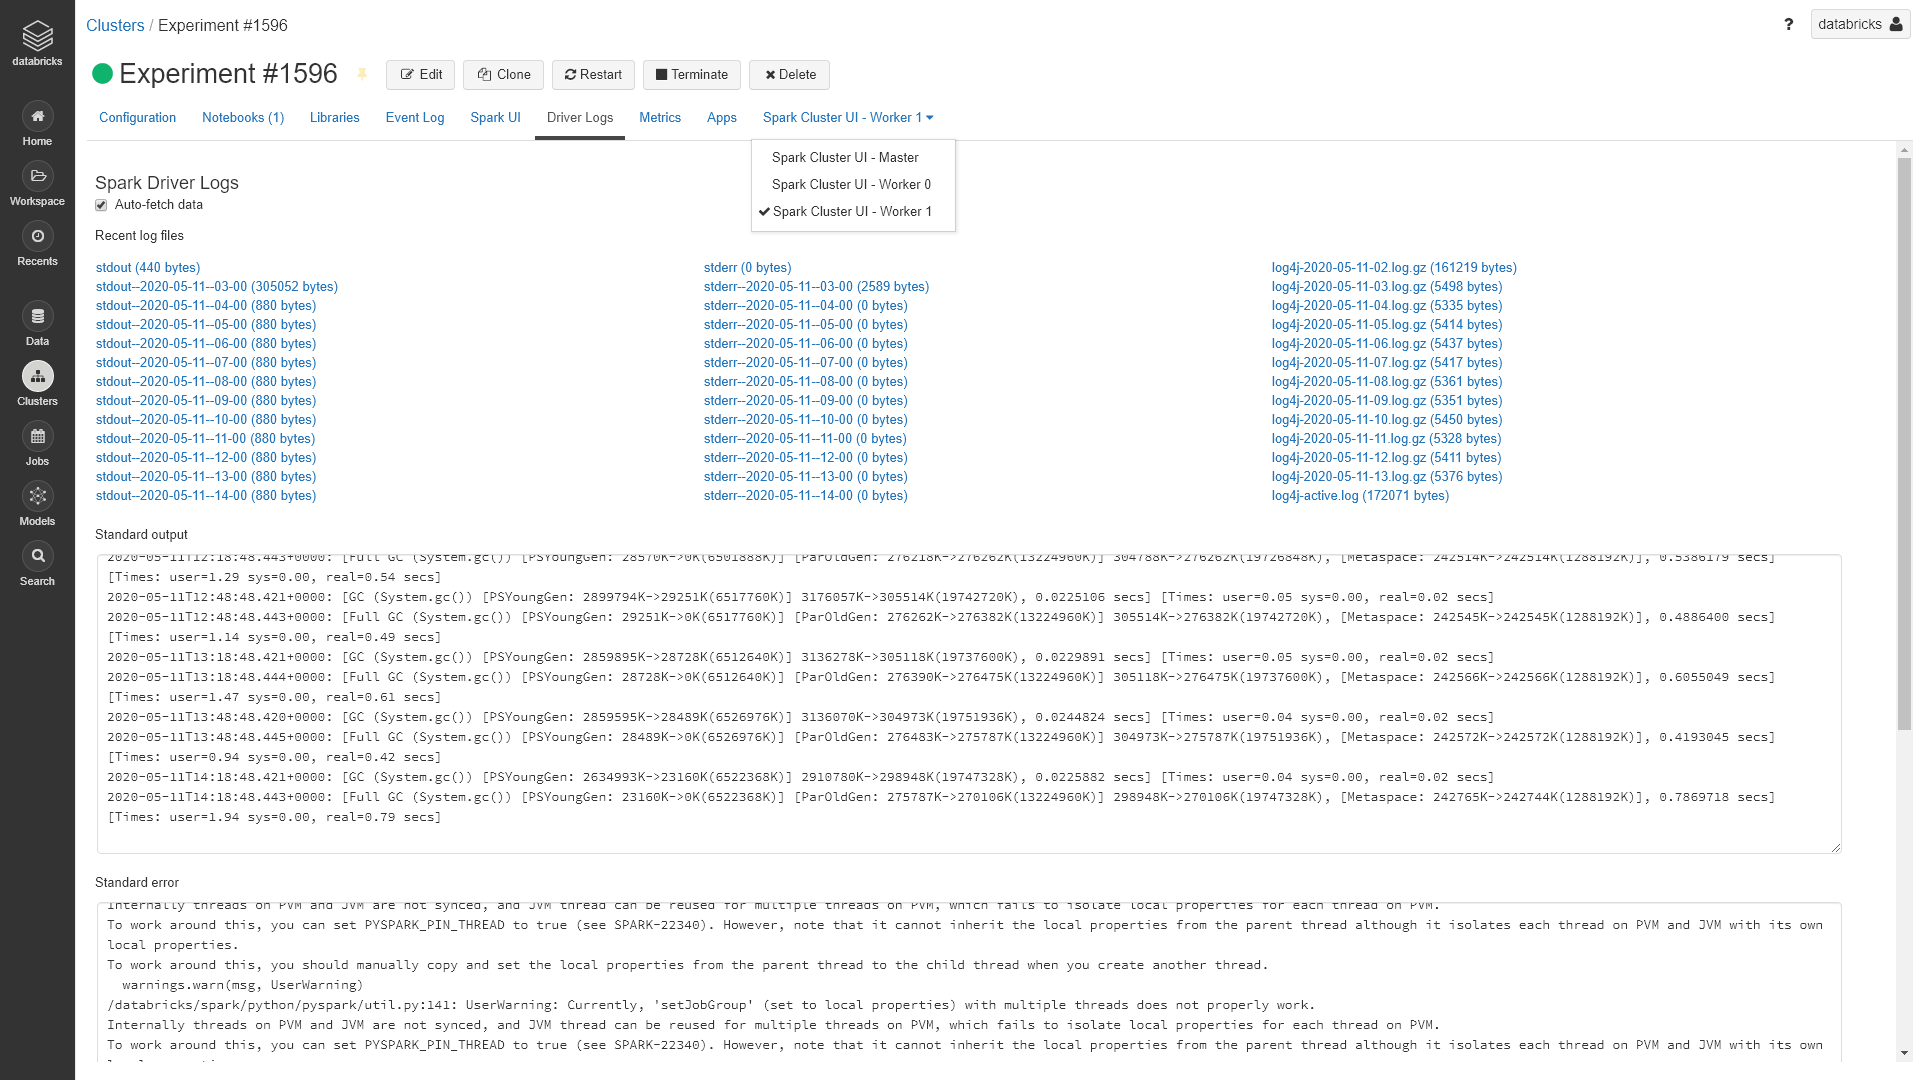 Clusters / Experiment #1596
? databricks
databricks
Experiment #1596 Edit Clone Restart Terminate Delete
Configuration Notebooks (1) Libraries Event Log Spark UI Driver Logs Metrics Apps Spark Cluster UI - Worker 1
Spark Cluster UI - Master
Spark Cluster UI - Worker 0
Spark Cluster UI - Worker 1
Home
Workspace
Recents
Data
Clusters
Jobs
Models
Search
Spark Driver Logs
Auto-fetch data
Recent log files
stdout (440 bytes) stderr (0 bytes) log4j-2020-05-11-02.log.gz (161219 bytes)
stdout--2020-05-11--03-00 (305052 bytes) stderr--2020-05-11--03-00 (2589 bytes) log4j-2020-05-11-03.log.gz (5498 bytes)
stdout--2020-05-11--04-00 (880 bytes) stderr--2020-05-11--04-00 (0 bytes) log4j-2020-05-11-04.log.gz (5335 bytes)
stdout--2020-05-11--05-00 (880 bytes) stderr--2020-05-11--05-00 (0 bytes) log4j-2020-05-11-05.log.gz (5414 bytes)
stdout--2020-05-11--06-00 (880 bytes) stderr--2020-05-11--06-00 (0 bytes) log4j-2020-05-11-06.log.gz (5437 bytes)
stdout--2020-05-11--07-00 (880 bytes) stderr--2020-05-11--07-00 (0 bytes) log4j-2020-05-11-07.log.gz (5417 bytes)
stdout--2020-05-11--08-00 (880 bytes) stderr--2020-05-11--08-00 (0 bytes) log4j-2020-05-11-08.log.gz (5361 bytes)
stdout--2020-05-11--09-00 (880 bytes) stderr--2020-05-11--09-00 (0 bytes) log4j-2020-05-11-09.log.gz (5351 bytes)
stdout--2020-05-11--10-00 (880 bytes) stderr--2020-05-11--10-00 (0 bytes) log4j-2020-05-11-10.log.gz (5450 bytes)
stdout--2020-05-11--11-00 (880 bytes) stderr--2020-05-11--11-00 (0 bytes) log4j-2020-05-11-11.log.gz (5328 bytes)
stdout--2020-05-11--12-00 (880 bytes) stderr--2020-05-11--12-00 (0 bytes) log4j-2020-05-11-12.log.gz (5411 bytes)
stdout--2020-05-11--13-00 (880 bytes) stderr--2020-05-11--13-00 (0 bytes) log4j-2020-05-11-13.log.gz (5376 bytes)
stdout--2020-05-11--14-00 (880 bytes) stderr--2020-05-11--14-00 (0 bytes) log4j-active.log (172071 bytes)
Standard output
2020-05-11T12:18:48.443+0000: [Full GC (System.gc()) [PSYoungGen: 28570K->0K(6501888K)] [ParOldGen: 276218K->276262K(13224960K)] 304788K->276262K(19726848K), [Metaspace: 242514K->242514K(1288192K)], 0.5386179 secs]
[Times: user=1.29 sys=0.00, real=0.54 secs]
2020-05-11T12:48:48.421+0000: [GC (System.gc()) [PSYoungGen: 2899794K->29251K(6517760K)] 3176057K->305514K(19742720K), 0.0225106 secs] [Times: user=0.05 sys=0.00, real=0.02 secs]
2020-05-11T12:48:48.443+0000: [Full GC (System.gc()) [PSYoungGen: 29251K->0K(6517760K)] [ParOldGen: 276262K->276382K(13224960K)] 305514K->276382K(19742720K), [Metaspace: 242545K->242545K(1288192K)], 0.4886400 secs]
[Times: user=1.14 sys=0.00, real=0.49 secs]
2020-05-11T13:18:48.421+0000: [GC (System.gc()) [PSYoungGen: 2859895K->28728K(6512640K)] 3136278K->305118K(19737600K), 0.0229891 secs] [Times: user=0.05 sys=0.00, real=0.02 secs]
2020-05-11T13:18:48.444+0000: [Full GC (System.gc()) [PSYoungGen: 28728K->0K(6512640K)] [ParOldGen: 276390K->276475K(13224960K)] 305118K->276475K(19737600K), [Metaspace: 242566K->242566K(1288192K)], 0.6055049 secs]
[Times: user=1.47 sys=0.00, real=0.61 secs]
2020-05-11T13:48:48.420+0000: [GC (System.gc()) [PSYoungGen: 2859595K->28489K(6526976K)] 3136070K->304973K(19751936K), 0.0244824 secs] [Times: user=0.04 sys=0.00, real=0.02 secs]
2020-05-11T13:48:48.445+0000: [Full GC (System.gc()) [PSYoungGen: 28489K->0K(6526976K)] [ParOldGen: 276483K->275787K(13224960K)] 304973K->275787K(19751936K), [Metaspace: 242572K->242572K(1288192K)], 0.4193045 secs]
[Times: user=0.94 sys=0.00, real=0.42 secs]
2020-05-11T14:18:48.421+0000: [GC (System.gc()) [PSYoungGen: 2634993K->23160K(6522368K)] 2910780K->298948K(19747328K), 0.0225882 secs] [Times: user=0.04 sys=0.00, real=0.02 secs]
2020-05-11T14:18:48.443+0000: [Full GC (System.gc()) [PSYoungGen: 23160K->0K(6522368K)] [ParOldGen: 275787K->270106K(13224960K)] 298948K->270106K(19747328K), [Metaspace: 242765K->242744K(1288192K)], 0.7869718 secs]
[Times: user=1.94 sys=0.00, real=0.79 secs]
Standard error
Internally threads on PVM and JVM are not synced, and JVM thread can be reused for multiple threads on PVM, which fails to isolate local properties for each thread on PVM.
To work around this, you can set PYSPARK_PIN_THREAD to true (see SPARK-22340). However, note that it cannot inherit the local properties from the parent thread although it isolates each thread on PVM and JVM with its own
local properties.
To work around this, you should manually copy and set the local properties from the parent thread to the child thread when you create another thread.
warnings.warn(msg, UserWarning)
/databricks/spark/python/pyspark/util.py:141: UserWarning: Currently, 'setJobGroup' (set to local properties) with multiple threads does not properly work.
Internally threads on PVM and JVM are not synced, and JVM thread can be reused for multiple threads on PVM, which fails to isolate local properties for each thread on PVM.
To work around this, you can set PYSPARK_PIN_THREAD to true (see SPARK-22340). However, note that it cannot inherit the local properties from the parent thread although it isolates each thread on PVM and JVM with its own